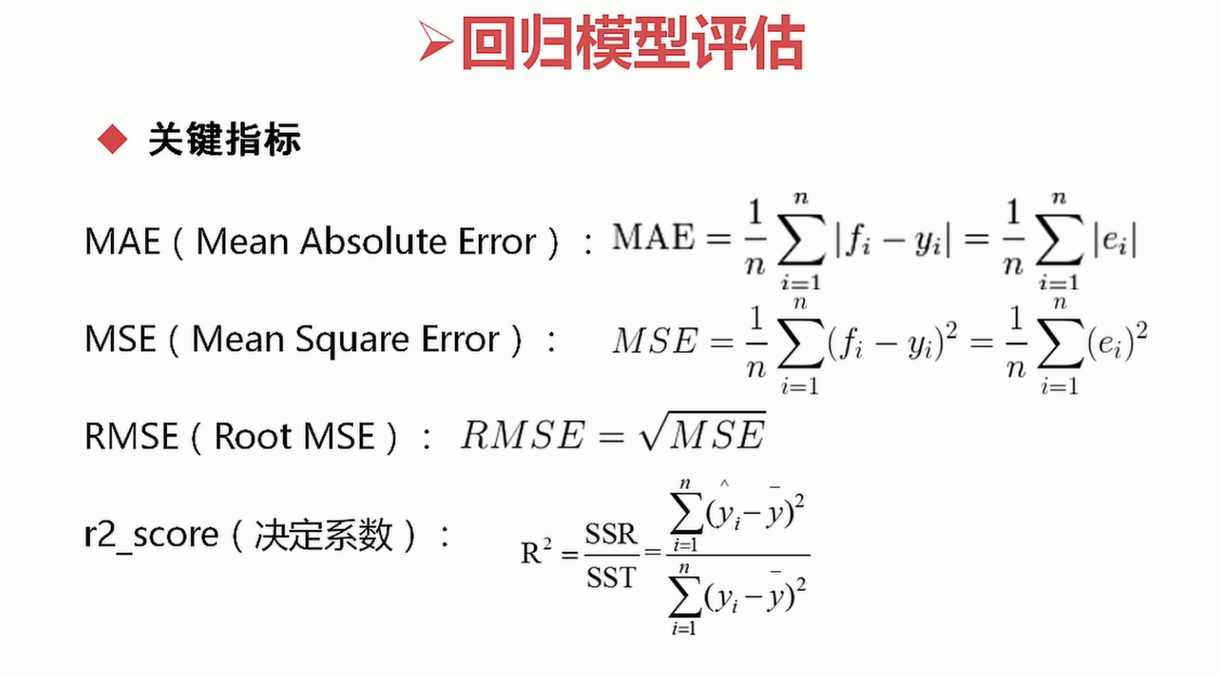 ➢回归模型评估
◆ 关键指标
MAE（Mean Absolute Error）：MAE = \frac{1}{n}\sum_{i=1}^{n}|f_i − y_i| = \frac{1}{n}\sum_{i=1}^{n}|e_i|
MSE（Mean Square Error）：MSE = \frac{1}{n}\sum_{i=1}^{n}(f_i − y_i)^2 = \frac{1}{n}\sum_{i=1}^{n}(e_i)^2
RMSE（Root MSE）：RMSE = \sqrt{MSE}
r2_score（决定系数）：R^2 = \frac{SSR}{SST} = \frac{\sum_{i=1}^{n}(\hat{y}_i − \bar{y})^2}{\sum_{i=1}^{n}(y_i − \bar{y})^2}